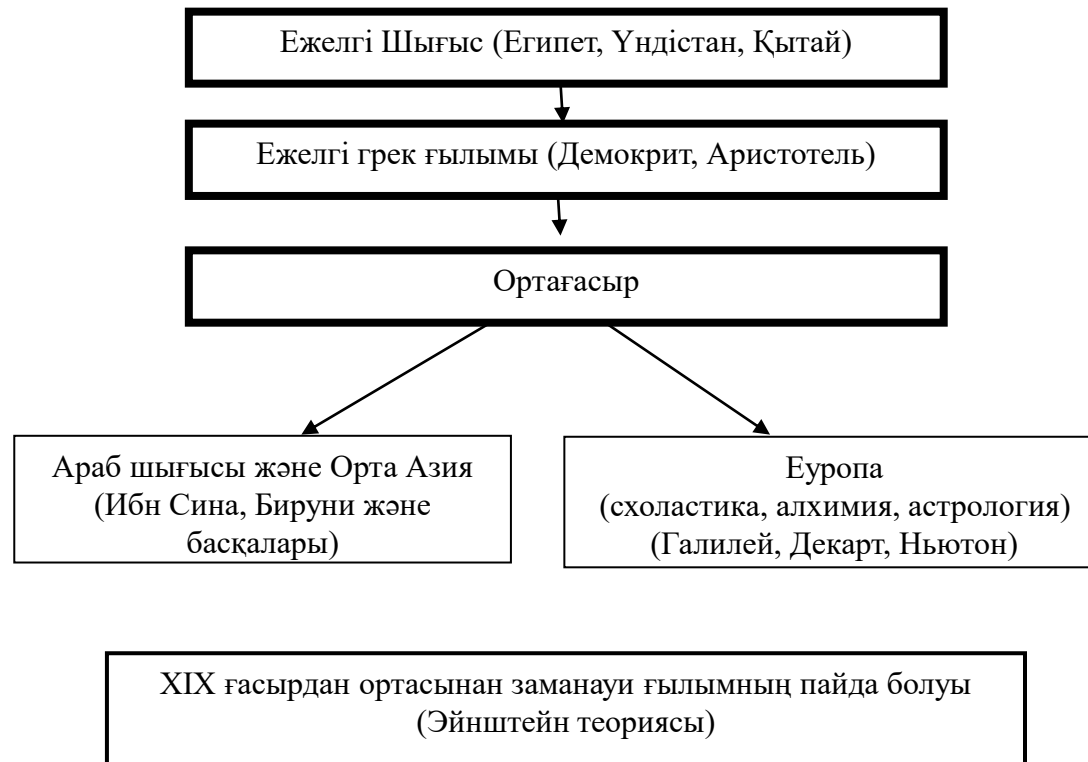 Ежелгі Шығыс (Египет, Үндістан, Қытай)
Ежелгі грек ғылымы (Демокрит, Аристотель)
Ортағасыр
Араб шығысы және Орта Азия
(Ибн Сина, Бируни және
басқалары)
Еуропа
(схоластика, алхимия, астрология)
(Галилей, Декарт, Ньютон)
XIX ғасырдан ортасынан заманауи ғылымның пайда болуы
(Эйнштейн теориясы)